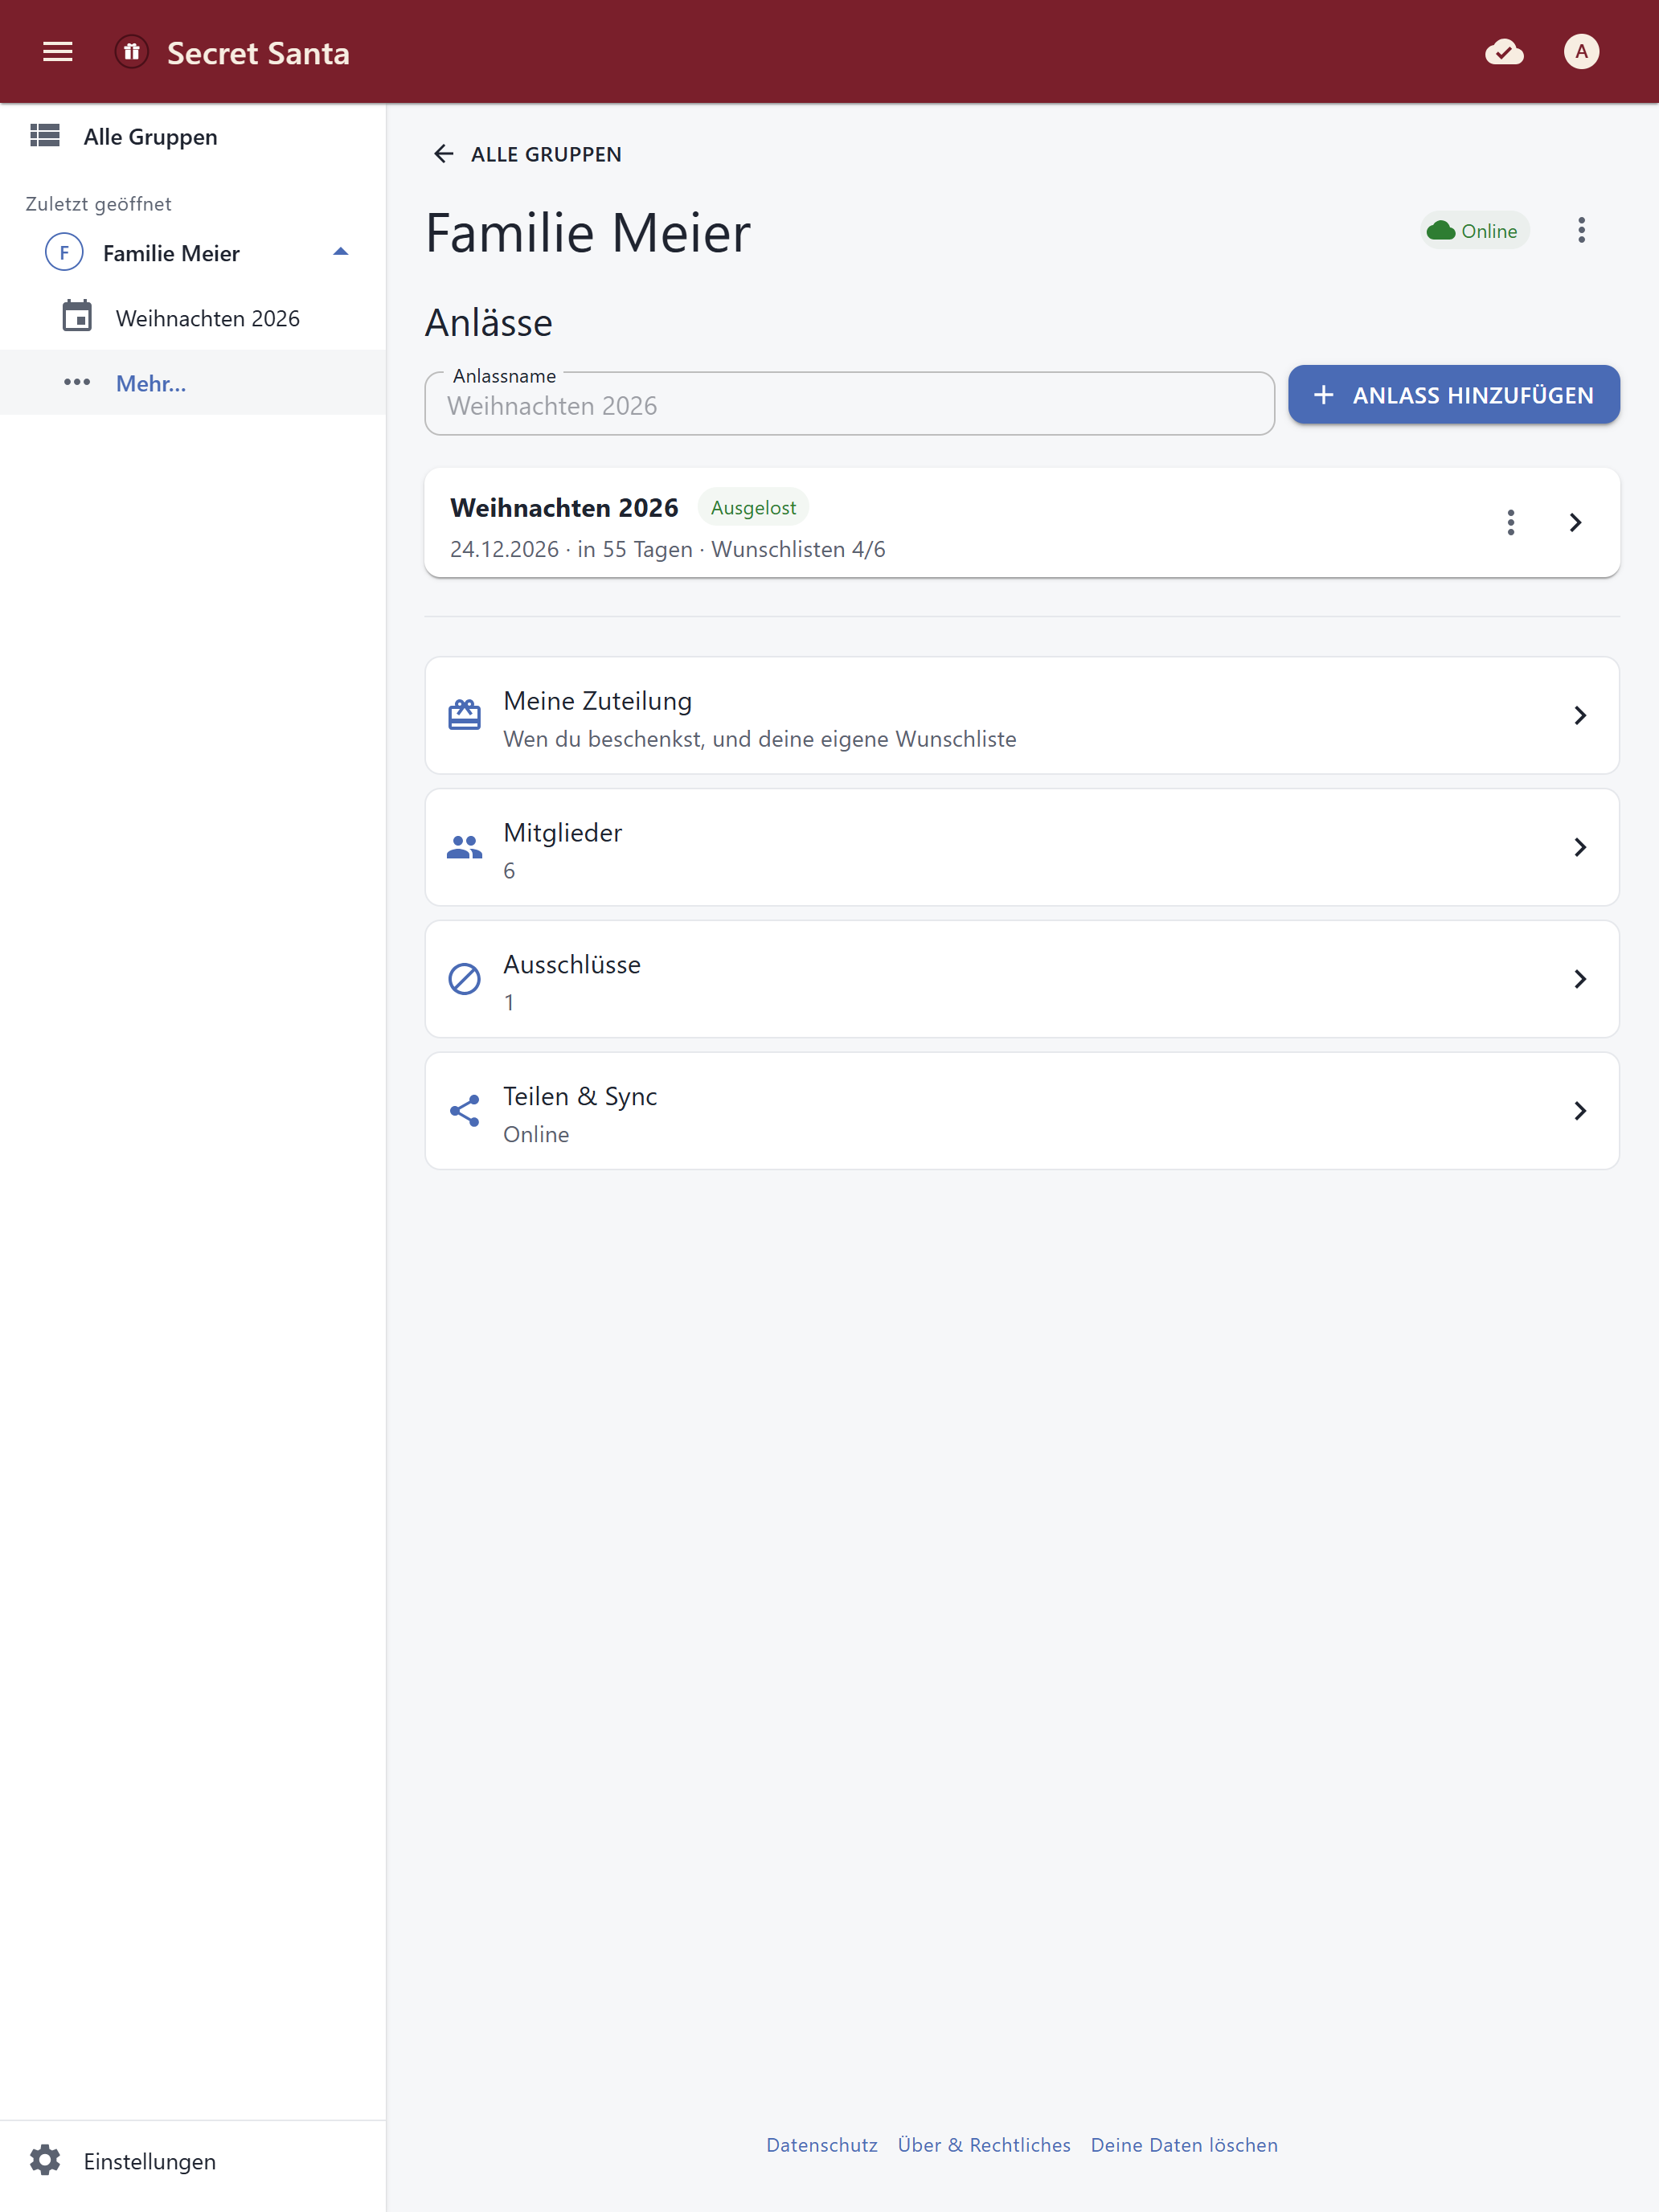 Secret Santa
A
Alle Gruppen
Zuletzt geöffnet
F Familie Meier
Weihnachten 2026
Mehr...
Einstellungen
ALLE GRUPPEN
Familie Meier
Online
Anlässe
Anlassname
Weihnachten 2026
ANLASS HINZUFÜGEN
Weihnachten 2026 Ausgelost
24.12.2026 · in 55 Tagen · Wunschlisten 4/6
Meine Zuteilung
Wen du beschenkst, und deine eigene Wunschliste
Mitglieder
6
Ausschlüsse
1
Teilen & Sync
Online
Datenschutz Über & Rechtliches Deine Daten löschen